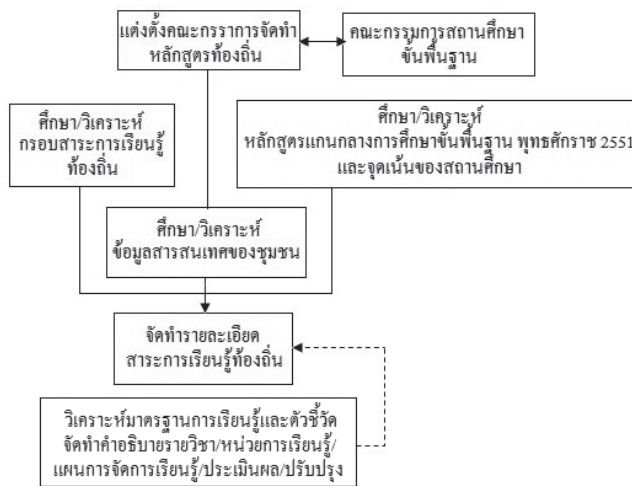 แต่งตั้งคณะกรราการจัดทำ
หลักสูตรท้องถิ่น
คณะกรรมการสถานศึกษา
ขั้นพื้นฐาน
ศึกษา/วิเคราะห์
กรอบสาระการเรียนรู้
ท้องถิ่น
ศึกษา/วิเคราะห์
หลักสูตรแกนกลางการศึกษาขั้นพื้นฐาน พุทธศักราช 2551
และจุดเน้นของสถานศึกษา
ศึกษา/วิเคราะห์
ข้อมูลสารสนเทศของชุมชน
จัดทำรายละเอียด
สาระการเรียนรู้ท้องถิ่น
วิเคราะห์มาตรฐานการเรียนรู้และตัวชี้วัด
จัดทำคำอธิบายรายวิชา/หน่วยการเรียนรู้/
แผนการจัดการเรียนรู้/ประเมินผล/ปรับปรุง